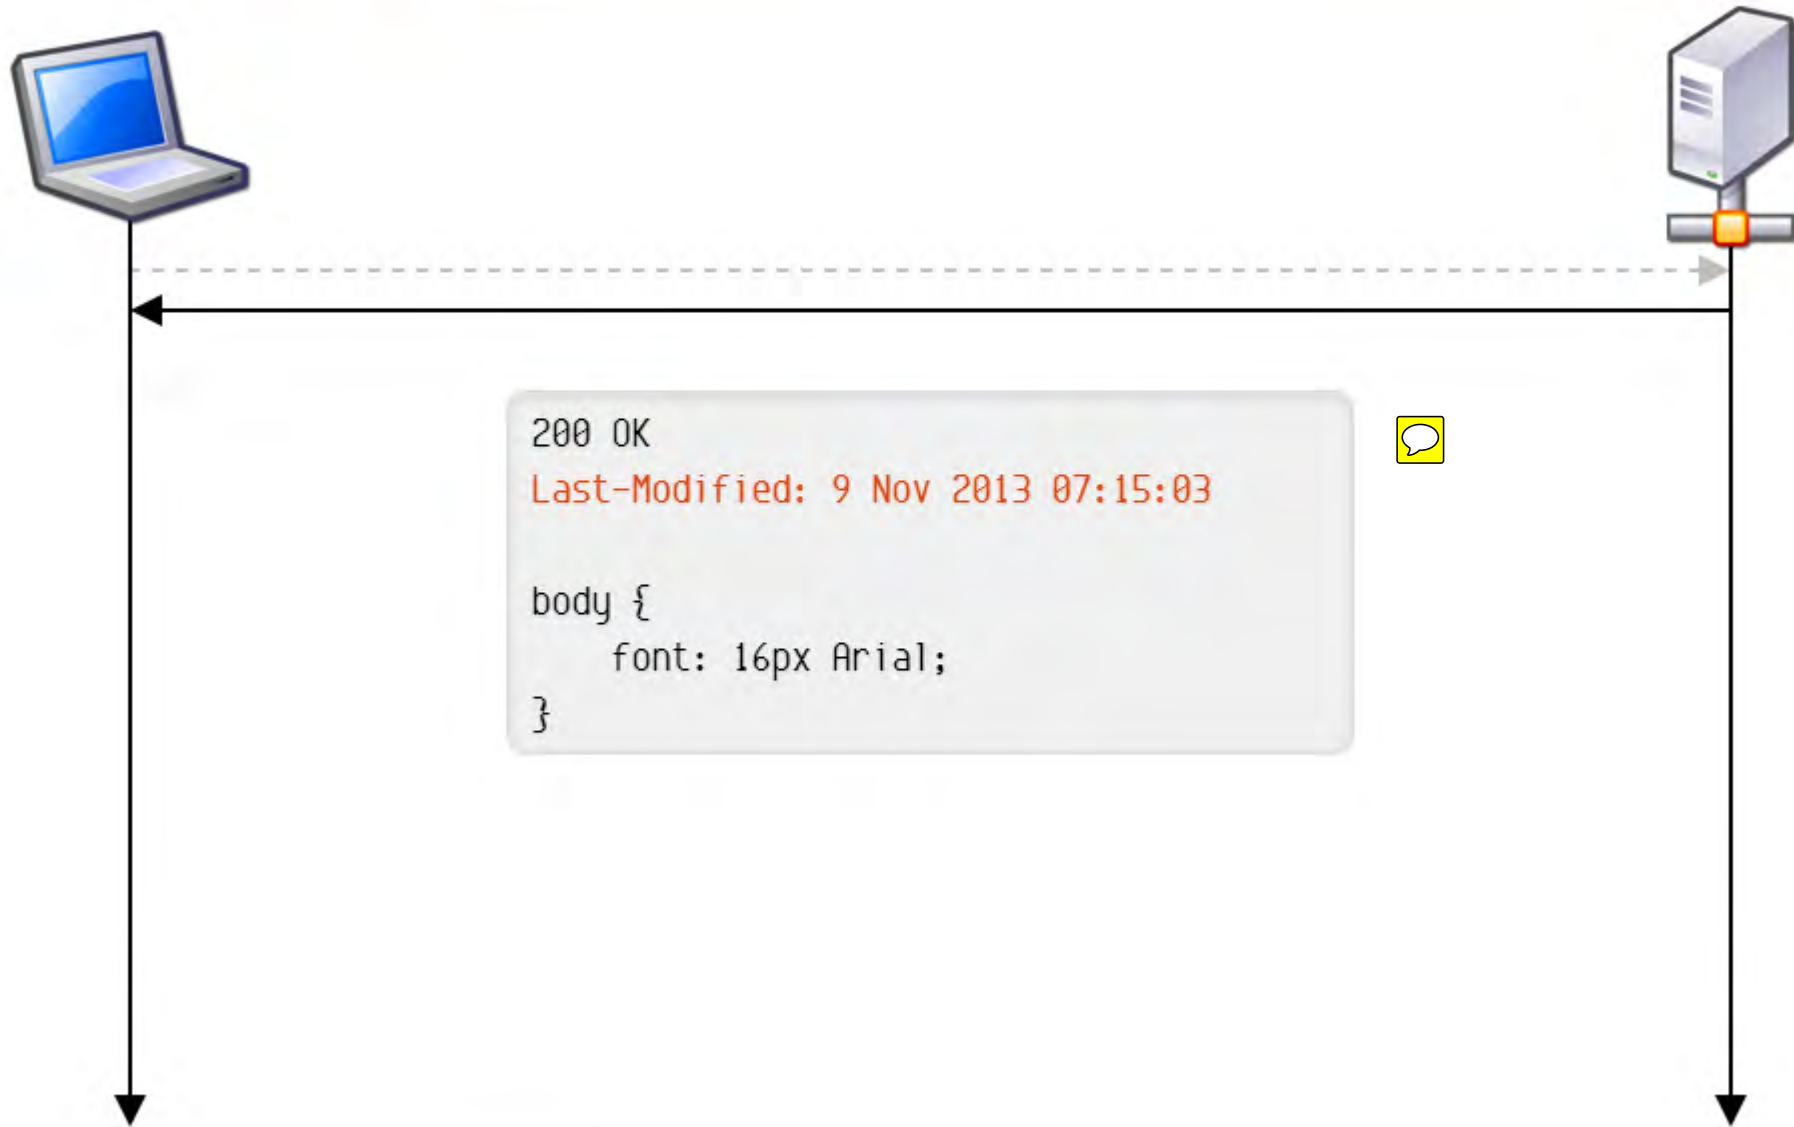 200 OK
Last-Modified: 9 Nov 2013 07:15:03
body {
    font: 16px Arial;
}